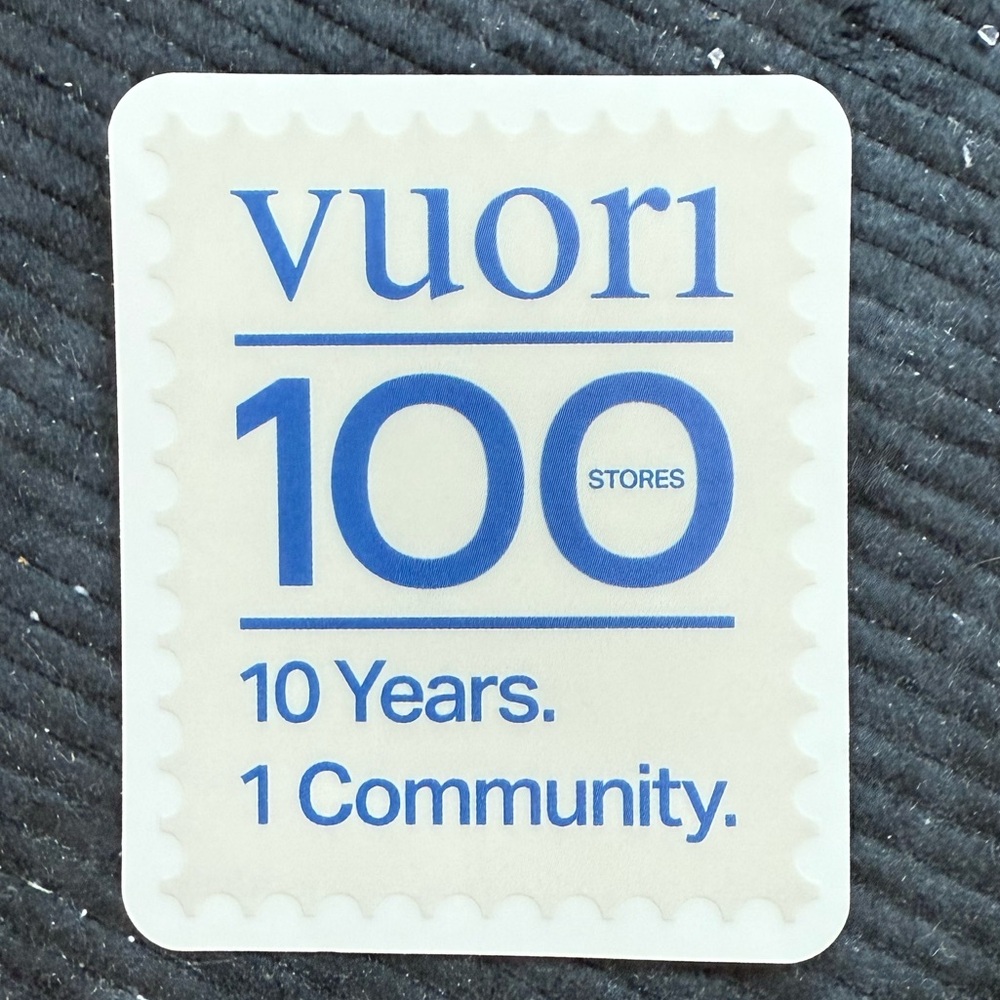 vuori
100
STORES
10 Years.
1 Community.